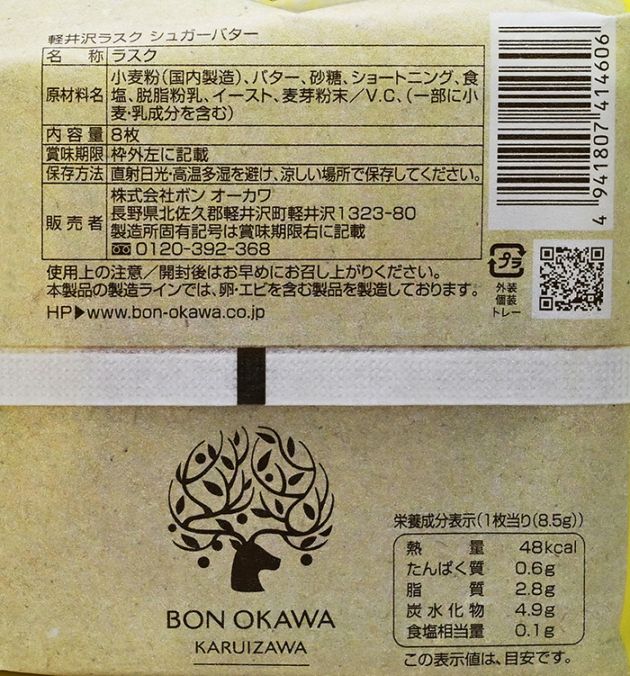 軽井沢ラスク シュガーバター
名 称 ラスク
原材料名 小麦粉(国内製造)、バター、砂糖、ショートニング、食
塩、脱脂粉乳、イースト、麦芽粉末/V.C、(一部に小
麦・乳成分を含む)
内容量 8枚
賞味期限 枠外左に記載
保存方法 直射日光・高温多湿を避け、涼しい場所で保存してください。
販売者 株式会社ボン オーカワ
長野県北佐久郡軽井沢町軽井沢1323-80
製造所固有記号は賞味期限右に記載
0120-392-368
使用上の注意/開封後はお早めにお召し上がりください。
本製品の製造ラインでは、卵・エビを含む製品を製造しております。
HP▶www.bon-okawa.co.jp
4 941807 414606
プラ
外装
個装
トレー
BON OKAWA
KARUIZAWA
栄養成分表示(1枚当り(8.5g))
熱 量 48kcal
たんぱく質 0.6g
脂 質 2.8g
炭水化物 4.9g
食塩相当量 0.1g
この表示値は、目安です。